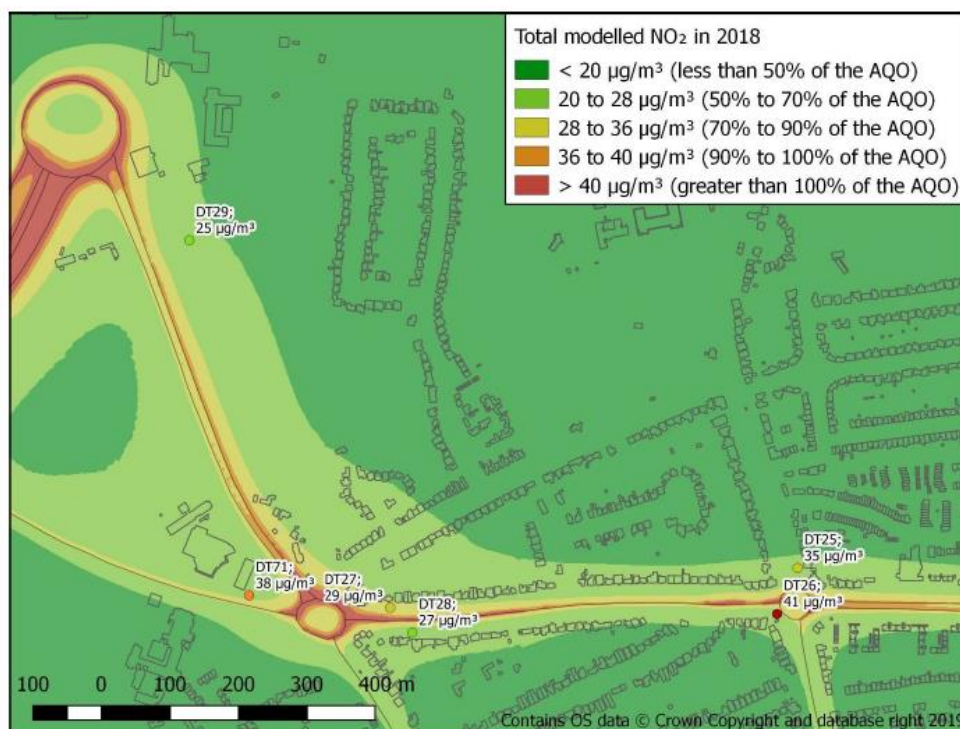 Total modelled NO₂ in 2018
< 20 µg/m³ (less than 50% of the AQO)
20 to 28 µg/m³ (50% to 70% of the AQO)
28 to 36 µg/m³ (70% to 90% of the AQO)
36 to 40 µg/m³ (90% to 100% of the AQO)
> 40 µg/m³ (greater than 100% of the AQO)
DT29;
25 µg/m³
DT25;
35 µg/m³
DT71;
38 µg/m³
DT27;
29 µg/m³
DT28;
27 µg/m³
DT26;
41 µg/m³
100 0 100 200 300 400 m
Contains OS data © Crown Copyright and database right 2019